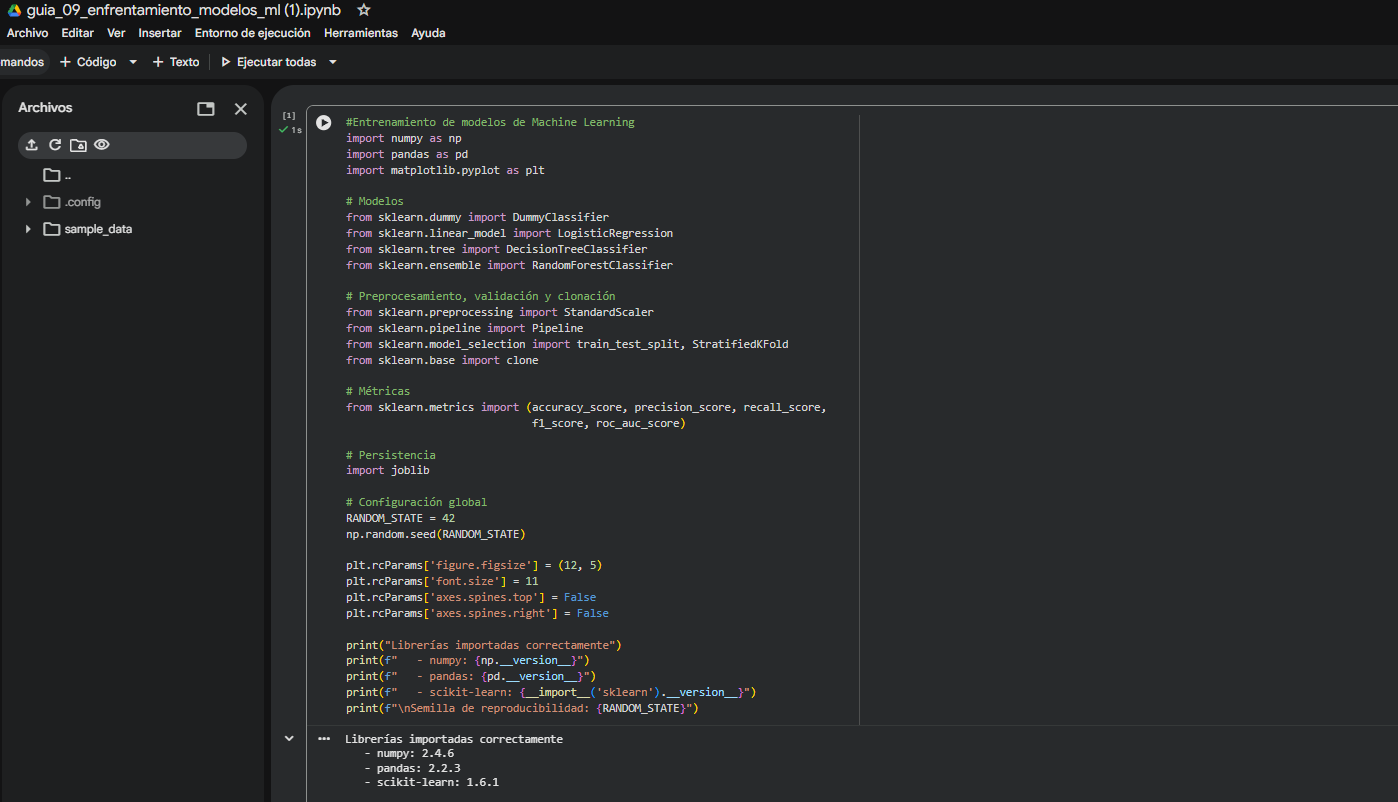 guia_09_enfrentamiento_modelos_ml (1).ipynb
Archivo Editar Ver Insertar Entorno de ejecución Herramientas Ayuda
mandos + Código + Texto Ejecutar todas
Archivos
..
.config
sample_data
[1]
1s
#Entrenamiento de modelos de Machine Learning
import numpy as np
import pandas as pd
import matplotlib.pyplot as plt
# Modelos
from sklearn.dummy import DummyClassifier
from sklearn.linear_model import LogisticRegression
from sklearn.tree import DecisionTreeClassifier
from sklearn.ensemble import RandomForestClassifier
# Preprocesamiento, validación y clonación
from sklearn.preprocessing import StandardScaler
from sklearn.pipeline import Pipeline
from sklearn.model_selection import train_test_split, StratifiedKFold
from sklearn.base import clone
# Métricas
from sklearn.metrics import (accuracy_score, precision_score, recall_score,
f1_score, roc_auc_score)
# Persistencia
import joblib
# Configuración global
RANDOM_STATE = 42
np.random.seed(RANDOM_STATE)
plt.rcParams['figure.figsize'] = (12, 5)
plt.rcParams['font.size'] = 11
plt.rcParams['axes.spines.top'] = False
plt.rcParams['axes.spines.right'] = False
print("Librerías importadas correctamente")
print(f"   - numpy: {np.__version__}")
print(f"   - pandas: {pd.__version__}")
print(f"   - scikit-learn: {__import__('sklearn').__version__}")
print(f"\nSemilla de reproducibilidad: {RANDOM_STATE}")
Librerías importadas correctamente
- numpy: 2.4.6
- pandas: 2.2.3
- scikit-learn: 1.6.1